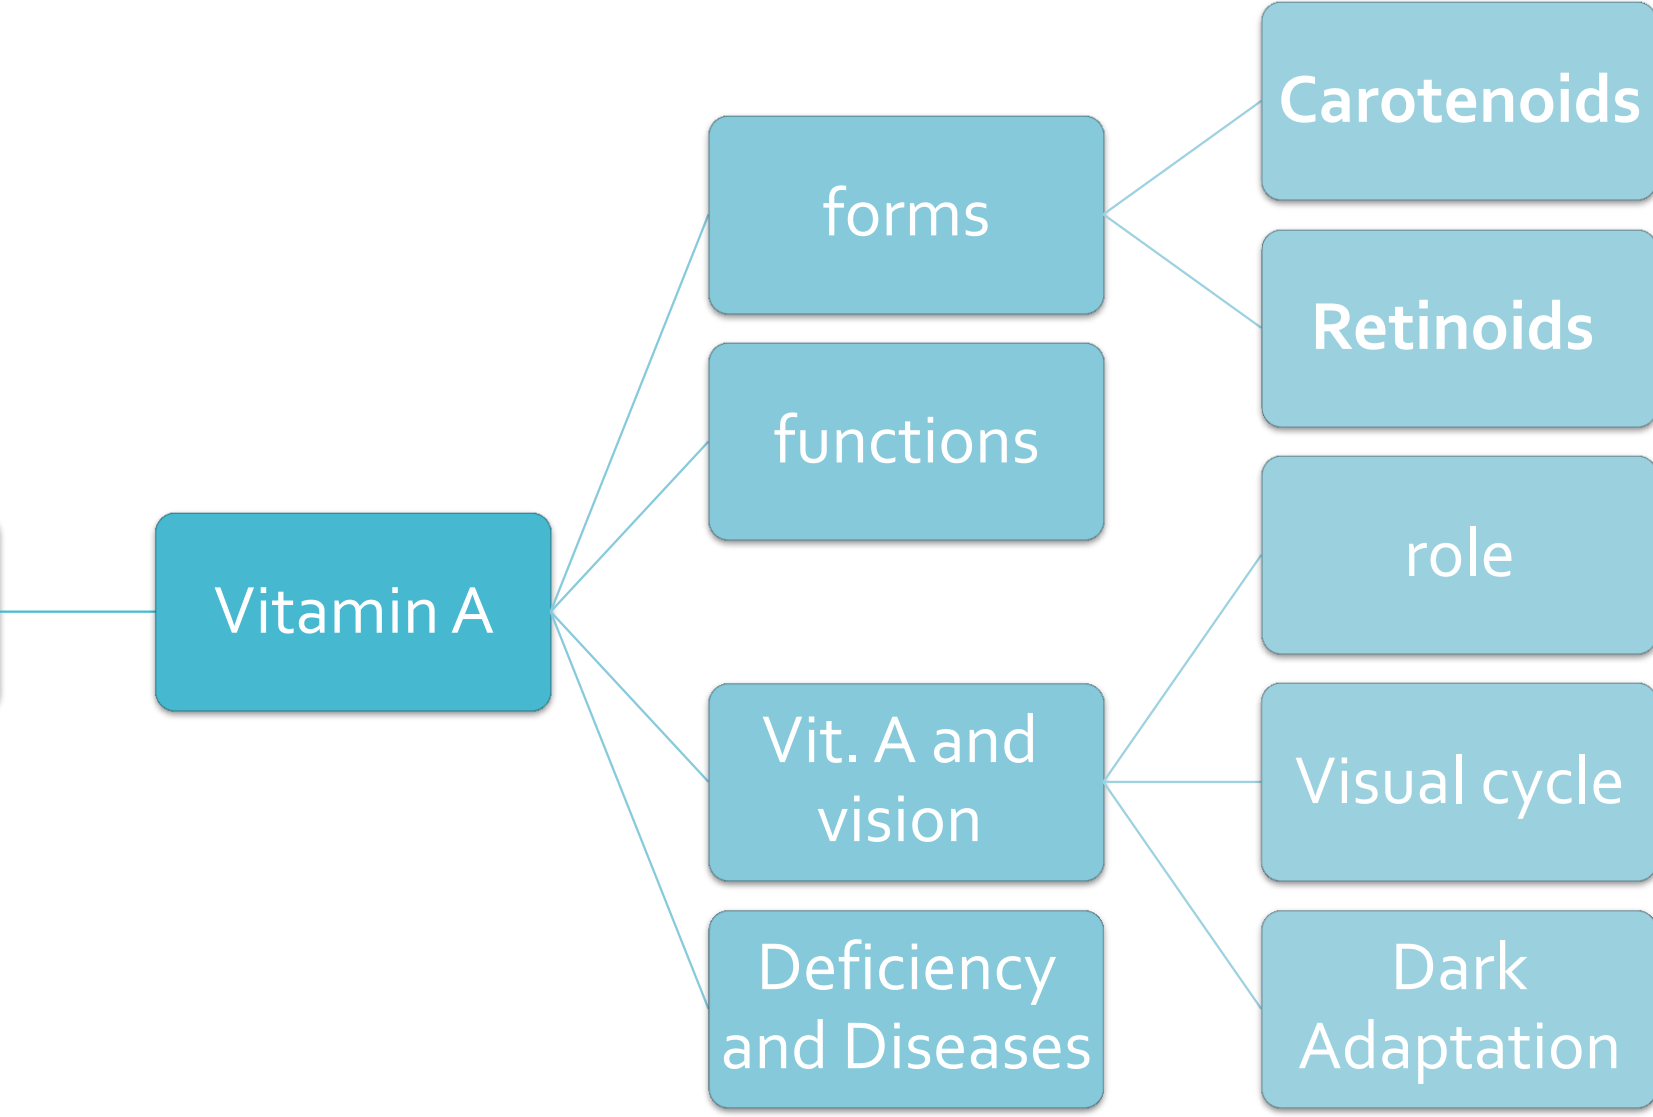 Vitamin A
forms
functions
Vit. A and
vision
Deficiency
and Diseases
Carotenoids
Retinoids
role
Visual cycle
Dark
Adaptation